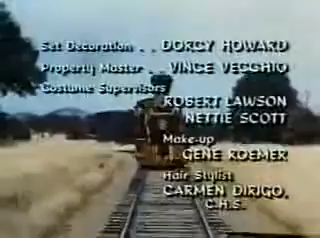 Set Decoration . . DORCY HOWARD
Property Master . . VINCE VECCHIO
Costume Supervisors
ROBERT LAWSON
NETTIE SCOTT
Make-up
GENE ROEMER
Hair Stylist
CARMEN DIRIGO,
C.H.S.